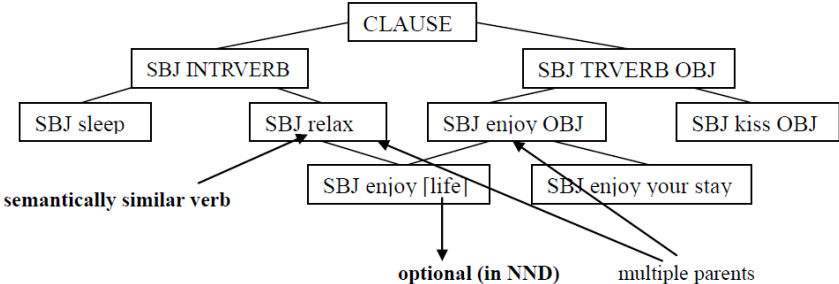 CLAUSE
SBJ INTRVERB
SBJ TRVERB OBJ
SBJ sleep
SBJ relax
SBJ enjoy OBJ
SBJ kiss OBJ
SBJ enjoy [life]
SBJ enjoy your stay
semantically similar verb
optional (in NND)
multiple parents